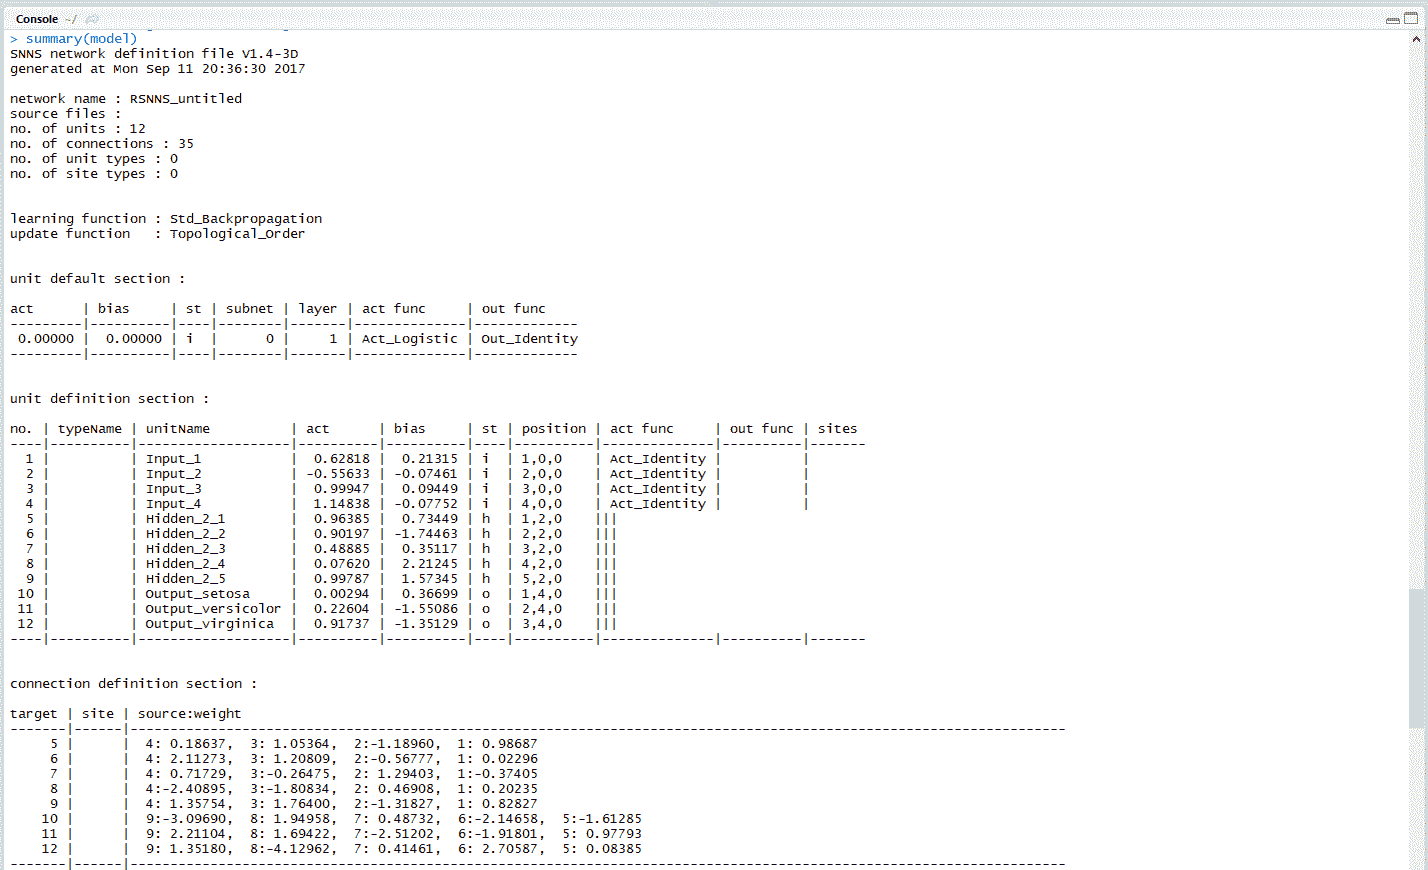 Console ~/
> summary(model)
SNNS network definition file V1.4-3D
generated at Mon Sep 11 20:36:30 2017
network name : RSNNS_untitled
source files :
no. of units : 12
no. of connections : 35
no. of unit types : 0
no. of site types : 0
learning function : Std_Backpropagation
update function   : Topological_Order
unit default section :
act      | bias     | st | subnet | layer | act func     | out func
---------|----------|----|--------|-------|--------------|-------------
 0.00000 |  0.00000 | i  |      0 |     1 | Act_Logistic | Out_Identity
---------|----------|----|--------|-------|--------------|-------------
unit definition section :
no. | typeName | unitName          | act      | bias     | st | position | act func     | out func | sites
----|----------|-------------------|----------|----------|----|----------|--------------|----------|-------
  1 |          | Input_1           |  0.62818 |  0.21315 | i  | 1,0,0    | Act_Identity |          |
  2 |          | Input_2           | -0.55633 | -0.07461 | i  | 2,0,0    | Act_Identity |          |
  3 |          | Input_3           |  0.99947 |  0.09449 | i  | 3,0,0    | Act_Identity |          |
  4 |          | Input_4           |  1.14838 | -0.07752 | i  | 4,0,0    | Act_Identity |          |
  5 |          | Hidden_2_1        |  0.96385 |  0.73449 | h  | 1,2,0    |||
  6 |          | Hidden_2_2        |  0.90197 | -1.74463 | h  | 2,2,0    |||
  7 |          | Hidden_2_3        |  0.48885 |  0.35117 | h  | 3,2,0    |||
  8 |          | Hidden_2_4        |  0.07620 |  2.21245 | h  | 4,2,0    |||
  9 |          | Hidden_2_5        |  0.99787 |  1.57345 | h  | 5,2,0    |||
 10 |          | Output_setosa     |  0.00294 |  0.36699 | o  | 1,4,0    |||
 11 |          | Output_versicolor |  0.22604 | -1.55086 | o  | 2,4,0    |||
 12 |          | Output_virginica  |  0.91737 | -1.35129 | o  | 3,4,0    |||
----|----------|-------------------|----------|----------|----|----------|--------------|----------|-------
connection definition section :
target | site | source:weight
-------|------|---------------------------------------------------------------------------------------------------------------------
     5 |      |  4: 0.18637,  3: 1.05364,  2:-1.18960,  1: 0.98687
     6 |      |  4: 2.11273,  3: 1.20809,  2:-0.56777,  1: 0.02296
     7 |      |  4: 0.71729,  3:-0.26475,  2: 1.29403,  1:-0.37405
     8 |      |  4:-2.40895,  3:-1.80834,  2: 0.46908,  1: 0.20235
     9 |      |  4: 1.35754,  3: 1.76400,  2:-1.31827,  1: 0.82827
    10 |      |  9:-3.09690,  8: 1.94958,  7: 0.48732,  6:-2.14658,  5:-1.61285
    11 |      |  9: 2.21104,  8: 1.69422,  7:-2.51202,  6:-1.91801,  5: 0.97793
    12 |      |  9: 1.35180,  8:-4.12962,  7: 0.41461,  6: 2.70587,  5: 0.08385
-------|------|---------------------------------------------------------------------------------------------------------------------